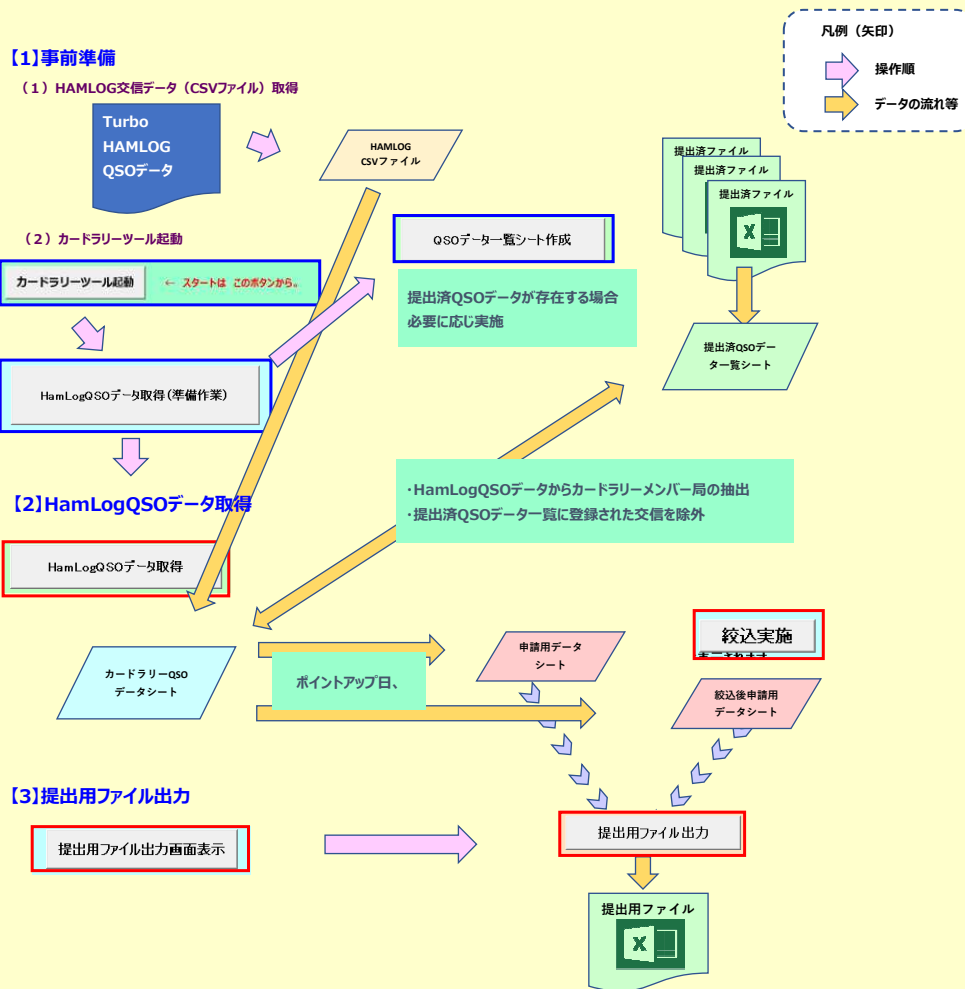 凡例（矢印）
操作順
データの流れ等
【1】事前準備
（１）HAMLOG交信データ（CSVファイル）取得
Turbo
HAMLOG
QSOデータ
HAMLOG
CSVファイル
提出済ファイル
提出済ファイル
提出済ファイル
（２）カードラリーツール起動
カードラリーツール起動
← スタートは このボタンから。
QSOデータ一覧シート作成
提出済QSOデータが存在する場合
必要に応じ実施
提出済QSOデー
タ一覧シート
HamLogQSOデータ取得(準備作業)
・HamLogQSOデータからカードラリーメンバー局の抽出
・提出済QSOデータ一覧に登録された交信を除外
【2】HamLogQSOデータ取得
HamLogQSOデータ取得
カードラリーQSO
データシート
ポイントアップ日、
申請用データ
シート
絞込実施
絞込後申請用
データシート
【3】提出用ファイル出力
提出用ファイル出力画面表示
提出用ファイル出力
提出用ファイル